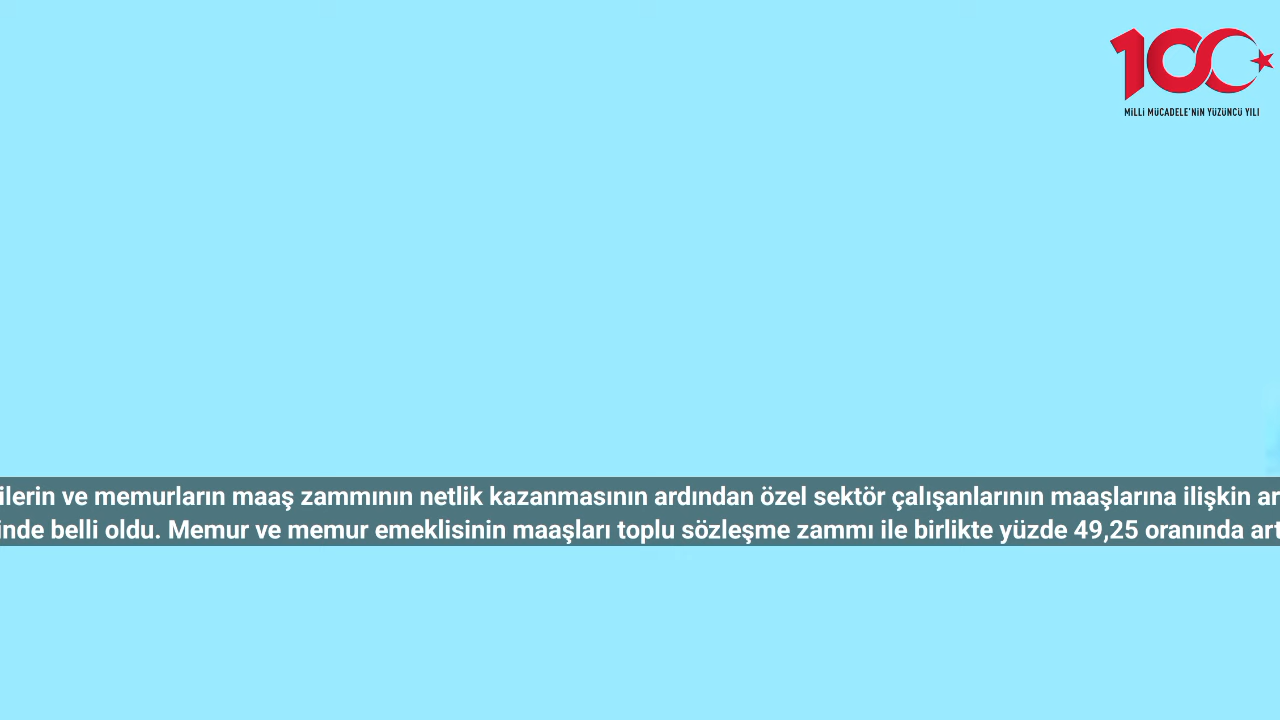 100
MİLLİ MÜCADELE'NİN YÜZÜNCÜ YILI
ilerin ve memurların maaş zammının netlik kazanmasının ardından özel sektör çalışanlarının maaşlarına ilişkin ar
inde belli oldu. Memur ve memur emeklisinin maaşları toplu sözleşme zammı ile birlikte yüzde 49,25 oranında art